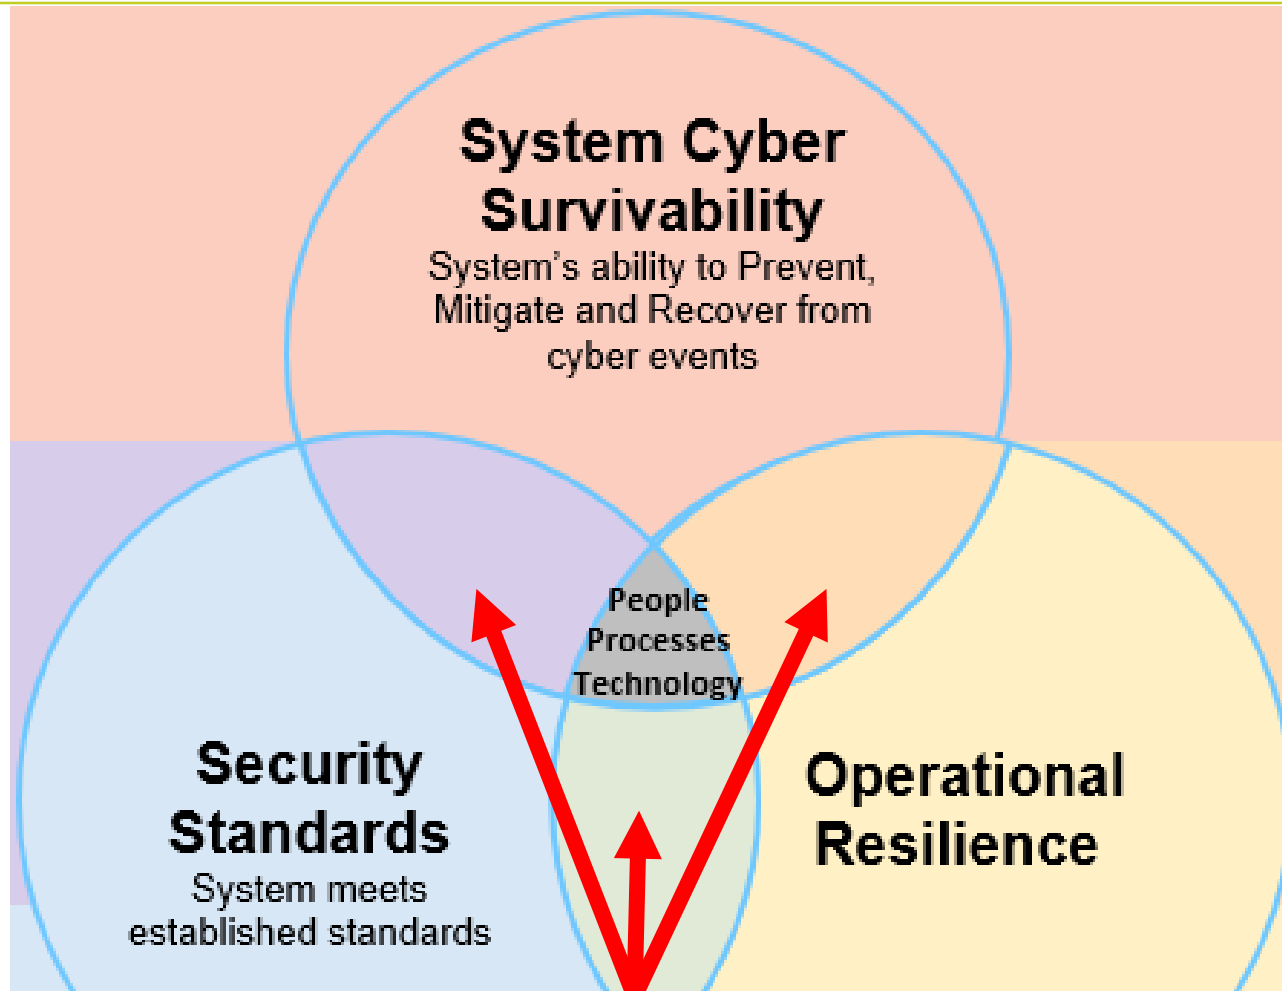 System Cyber
Survivability
System's ability to Prevent,
Mitigate and Recover from
cyber events
People
Processes
Technology
Security
Standards
System meets
established standards
Operational
Resilience